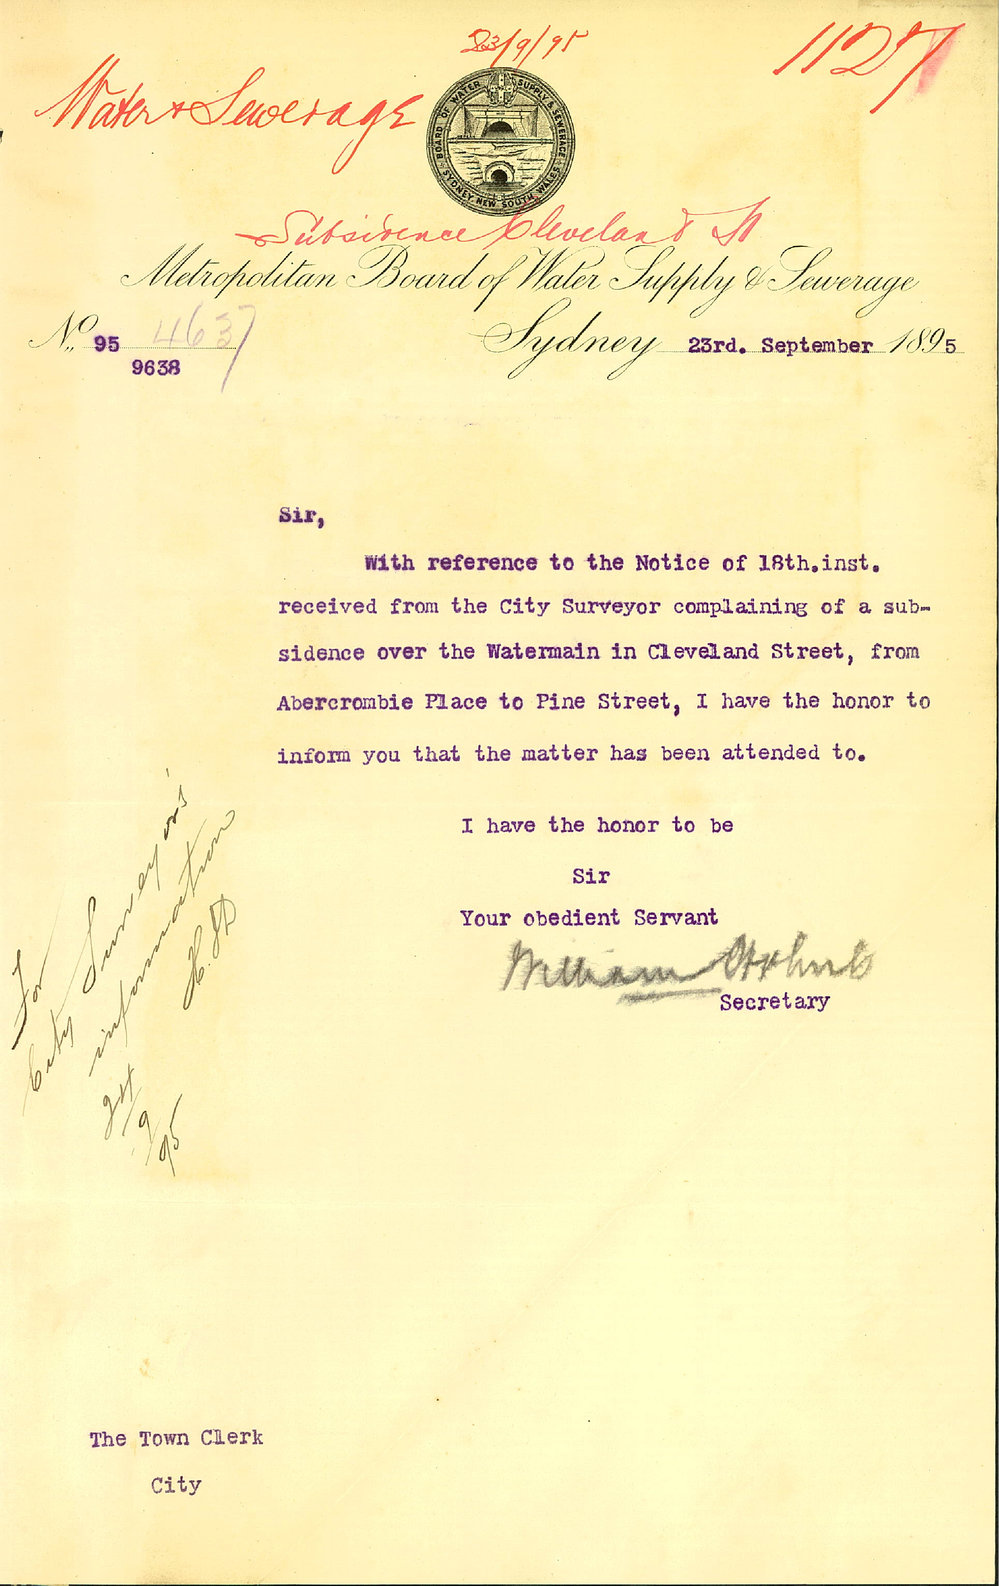 23/9/95
1127
Water & Sewerage
BOARD OF WATER SUPPLY & SEWERAGE
SYDNEY, NEW SOUTH WALES
Subsidence Cleveland St
Metropolitan Board of Water Supply & Sewerage
No. 95 4637
9638
Sydney 23rd. September 1895
Sir,
With reference to the Notice of 18th.inst.
received from the City Surveyor complaining of a sub-
sidence over the Watermain in Cleveland Street, from
Abercrombie Place to Pine Street, I have the honor to
inform you that the matter has been attended to.
I have the honor to be
Sir
Your obedient Servant
William
Secretary
For
City Surveyor's
information
24/9/95
The Town Clerk
City